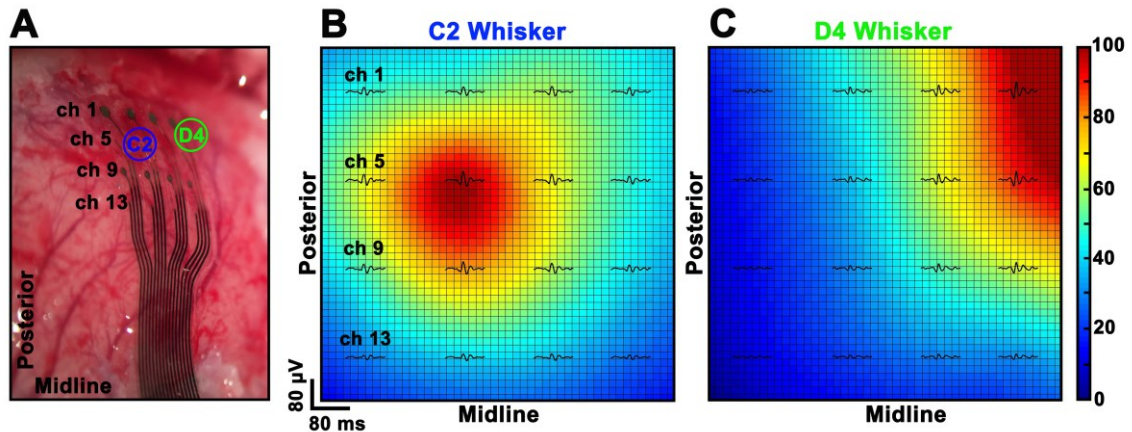 A
ch 1
ch 5
C2
D4
ch 9
ch 13
Posterior
Midline
B
C2 Whisker
ch 1
ch 5
ch 9
ch 13
Posterior
80 µV
80 ms
Midline
C
D4 Whisker
Posterior
Midline
100
80
60
40
20
0